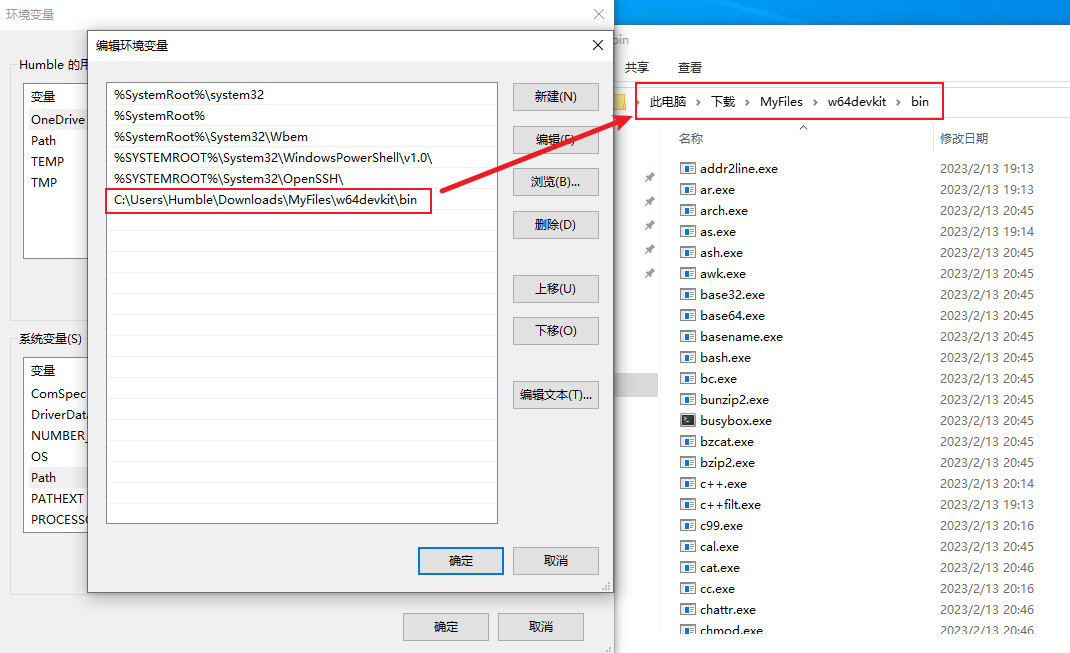 环境变量
编辑环境变量
Humble 的用
变量
OneDrive
Path
TEMP
TMP
系统变量(S)
变量
ComSpec
DriverData
NUMBER_
OS
Path
PATHEXT
PROCESSO
%SystemRoot%\system32
%SystemRoot%
%SystemRoot%\System32\Wbem
%SYSTEMROOT%\System32\WindowsPowerShell\v1.0\
%SYSTEMROOT%\System32\OpenSSH\
C:\Users\Humble\Downloads\MyFiles\w64devkit\bin
新建(N)
编辑(E)
浏览(B)...
删除(D)
上移(U)
下移(O)
编辑文本(T)...
确定
取消
确定
取消
bin
共享 查看
此电脑 › 下载 › MyFiles › w64devkit › bin
名称 修改日期
addr2line.exe 2023/2/13 19:13
ar.exe 2023/2/13 19:13
arch.exe 2023/2/13 20:45
as.exe 2023/2/13 19:14
ash.exe 2023/2/13 20:45
awk.exe 2023/2/13 20:45
base32.exe 2023/2/13 20:45
base64.exe 2023/2/13 20:45
basename.exe 2023/2/13 20:45
bash.exe 2023/2/13 20:45
bc.exe 2023/2/13 20:45
bunzip2.exe 2023/2/13 20:45
busybox.exe 2023/2/13 20:45
bzcat.exe 2023/2/13 20:45
bzip2.exe 2023/2/13 20:45
c++.exe 2023/2/13 20:14
c++filt.exe 2023/2/13 19:13
c99.exe 2023/2/13 20:16
cal.exe 2023/2/13 20:45
cat.exe 2023/2/13 20:46
cc.exe 2023/2/13 20:16
chattr.exe 2023/2/13 20:46
chmod.exe 2023/2/13 20:46